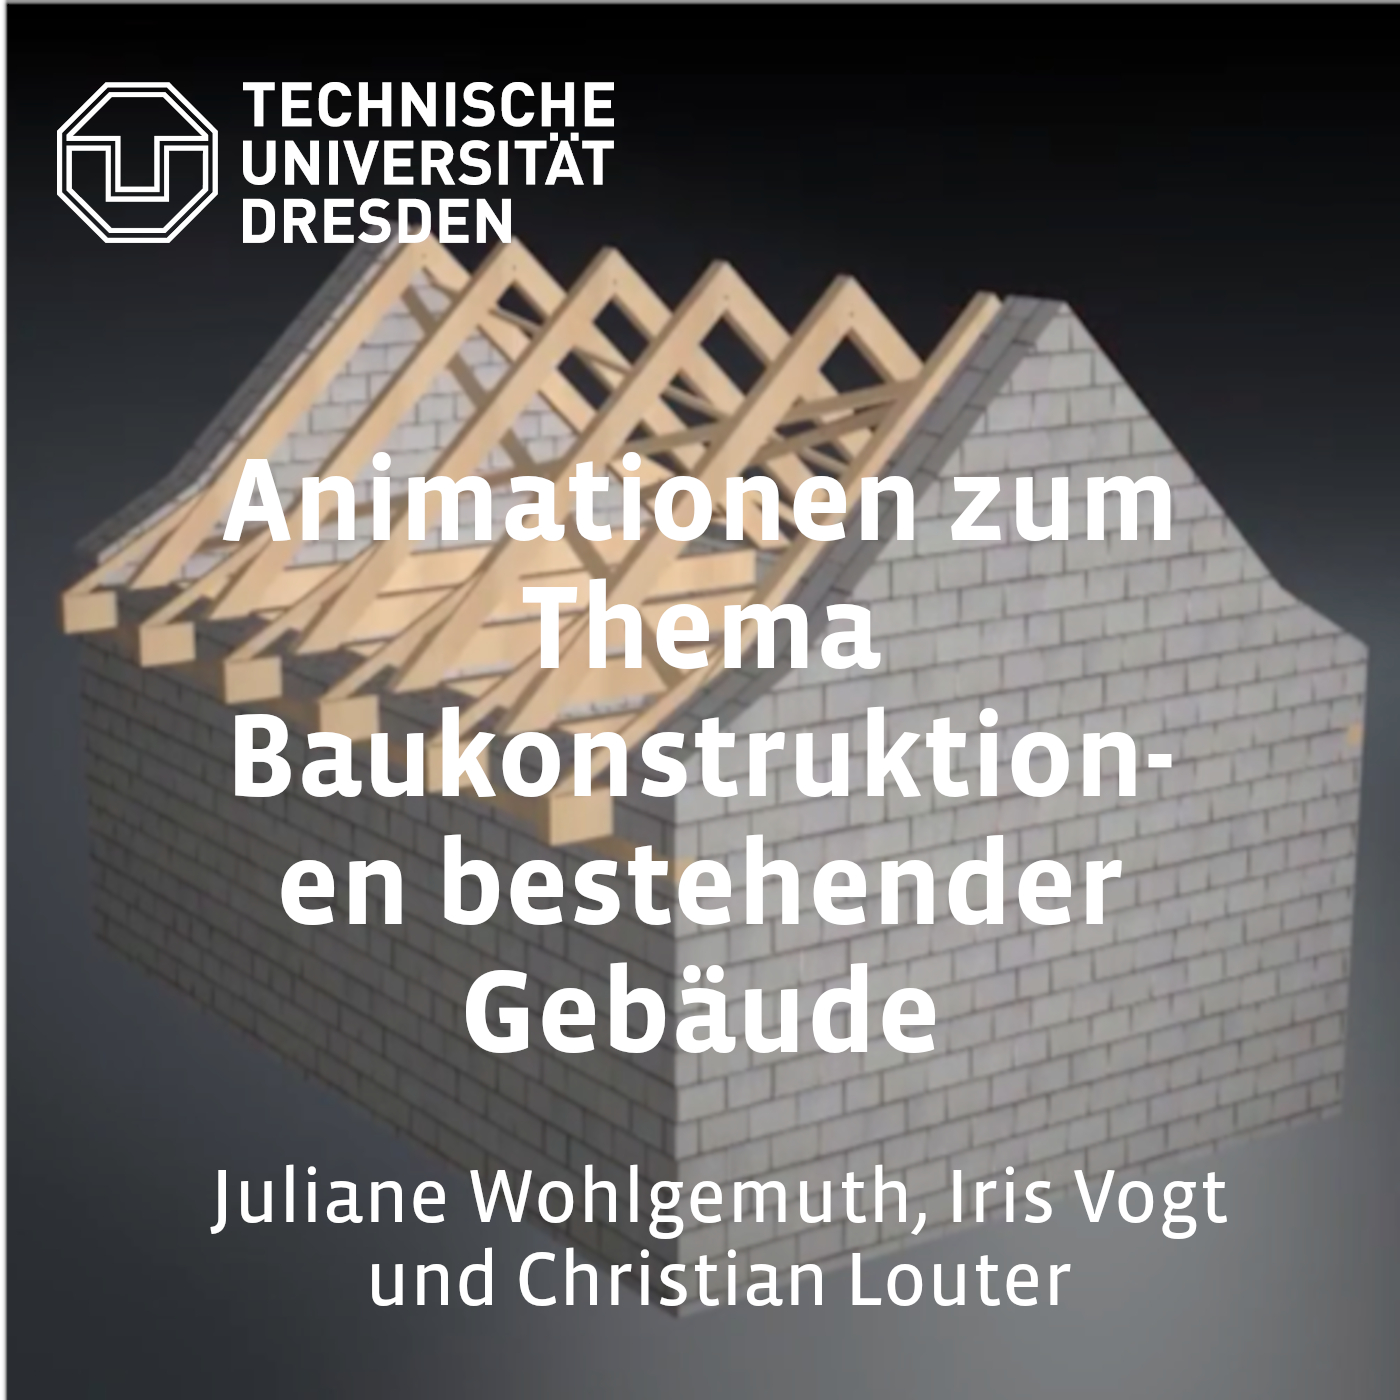 TECHNISCHE
UNIVERSITÄT
DRESDEN
Animationen zum
Thema
Baukonstruktion-
en bestehender
Gebäude
Juliane Wohlgemuth, Iris Vogt
und Christian Louter